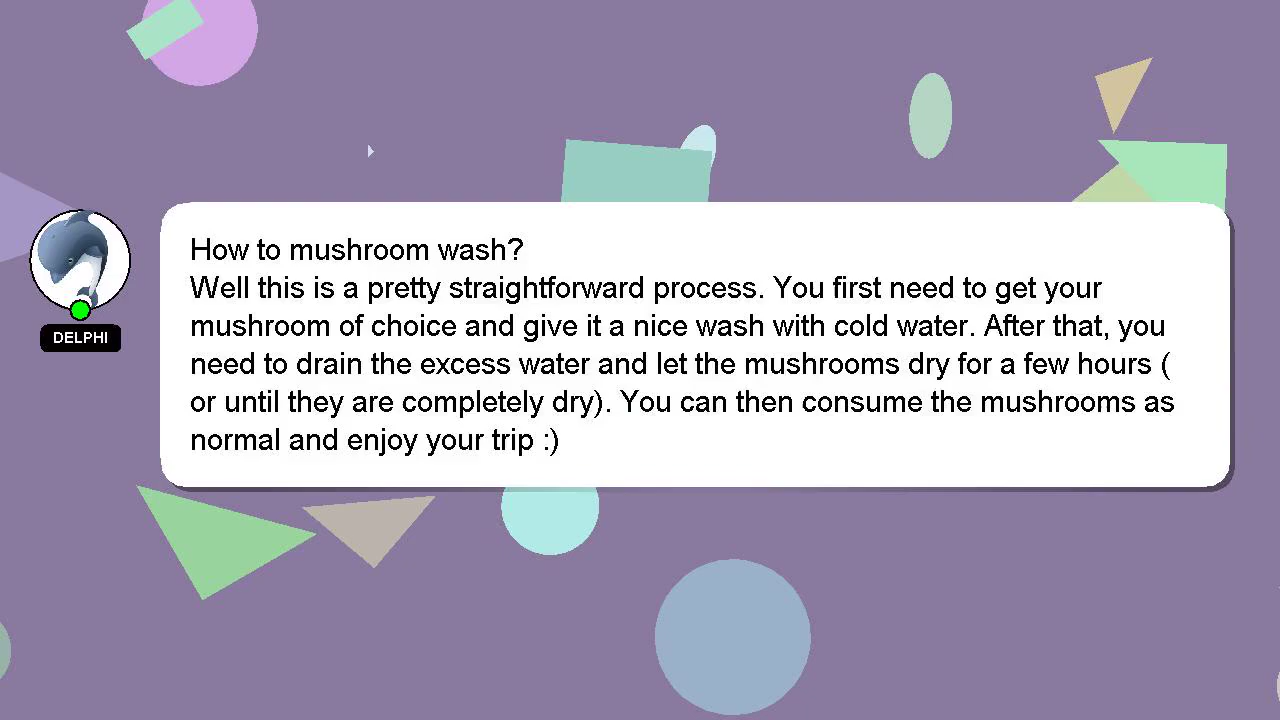 How to mushroom wash?
Well this is a pretty straightforward process. You first need to get your
mushroom of choice and give it a nice wash with cold water. After that, you
need to drain the excess water and let the mushrooms dry for a few hours (
or until they are completely dry). You can then consume the mushrooms as
normal and enjoy your trip :)
DELPHI